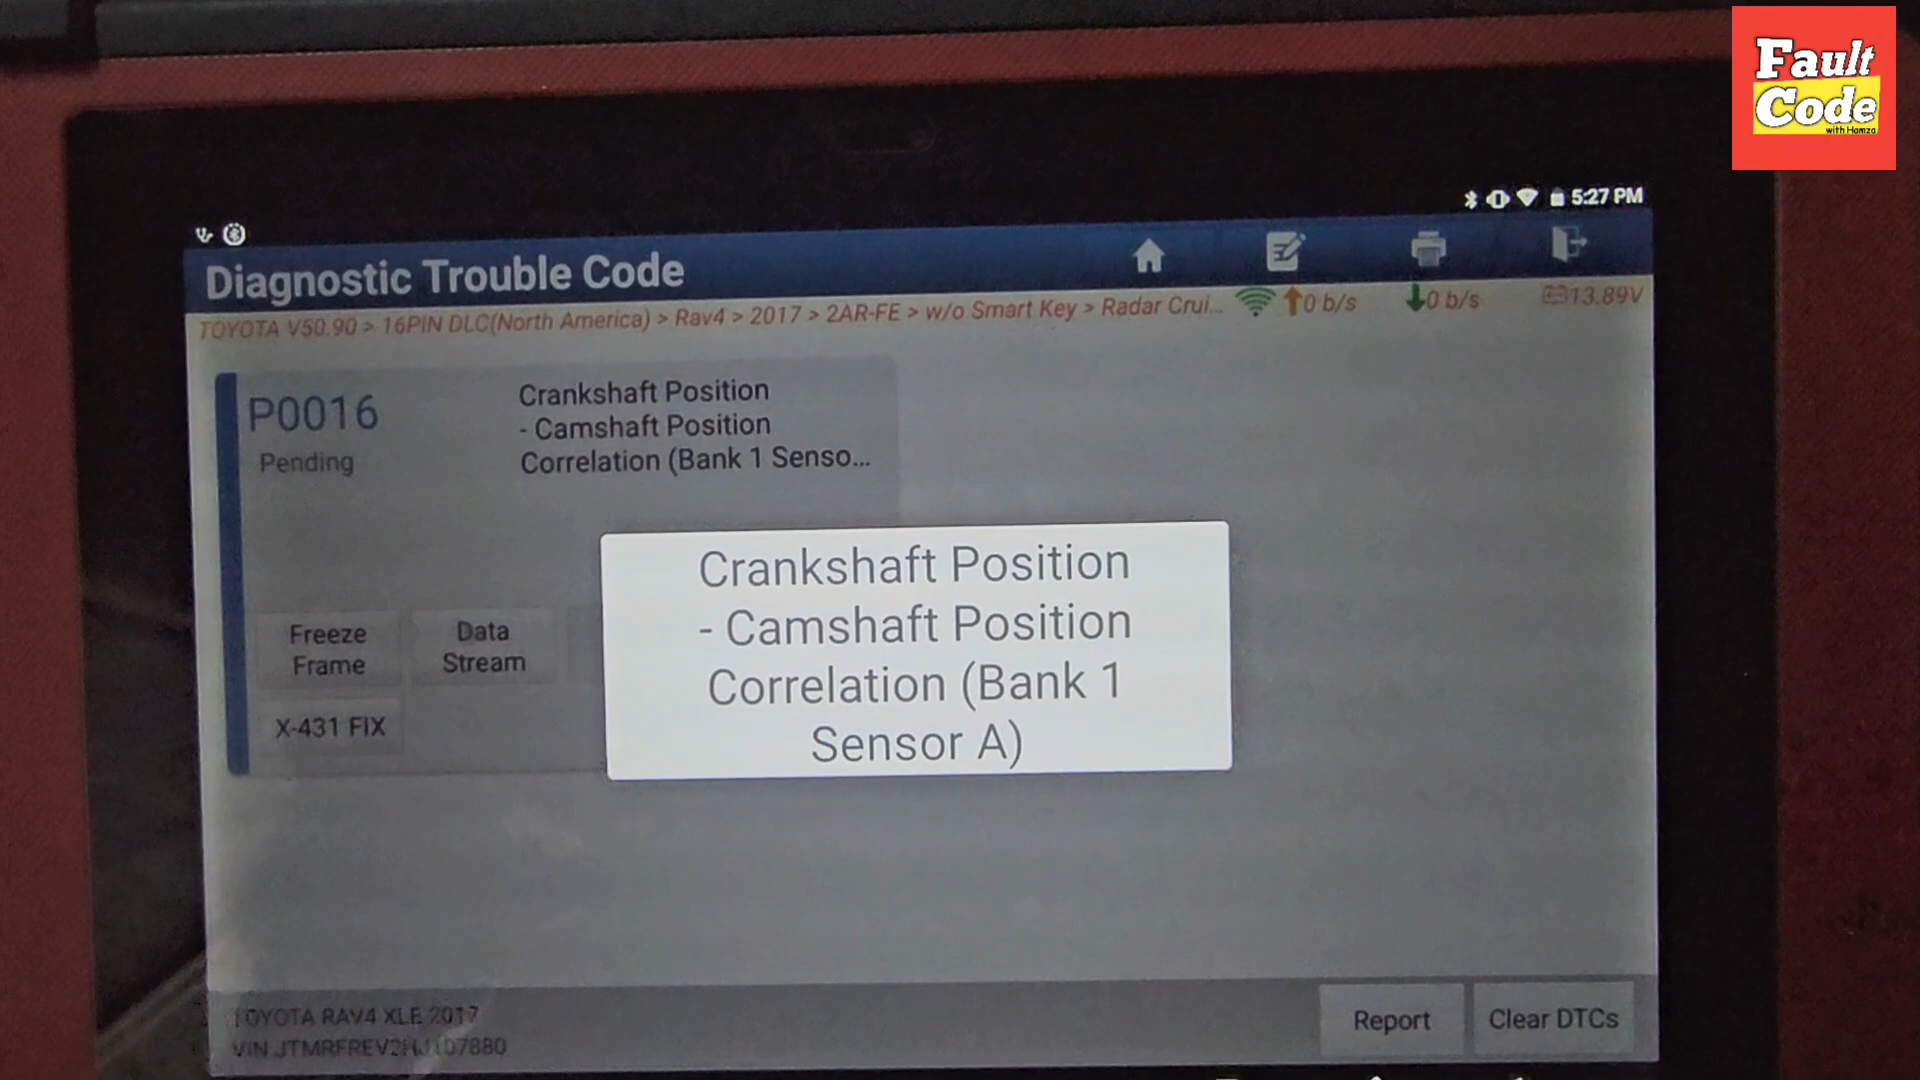 Fault
Code
with Hamza
5:27 PM
Diagnostic Trouble Code
TOYOTA V50.90 > 16PIN DLC(North America) > Rav4 > 2017 > 2AR-FE > w/o Smart Key > Radar Crui...
0 b/s
0 b/s
13.89V
P0016
Pending
Crankshaft Position
- Camshaft Position
Correlation (Bank 1 Senso...
Crankshaft Position
- Camshaft Position
Correlation (Bank 1
Sensor A)
Freeze
Frame
Data
Stream
X-431 FIX
TOYOTA RAV4 XLE 2017
VIN
Report
Clear DTCs